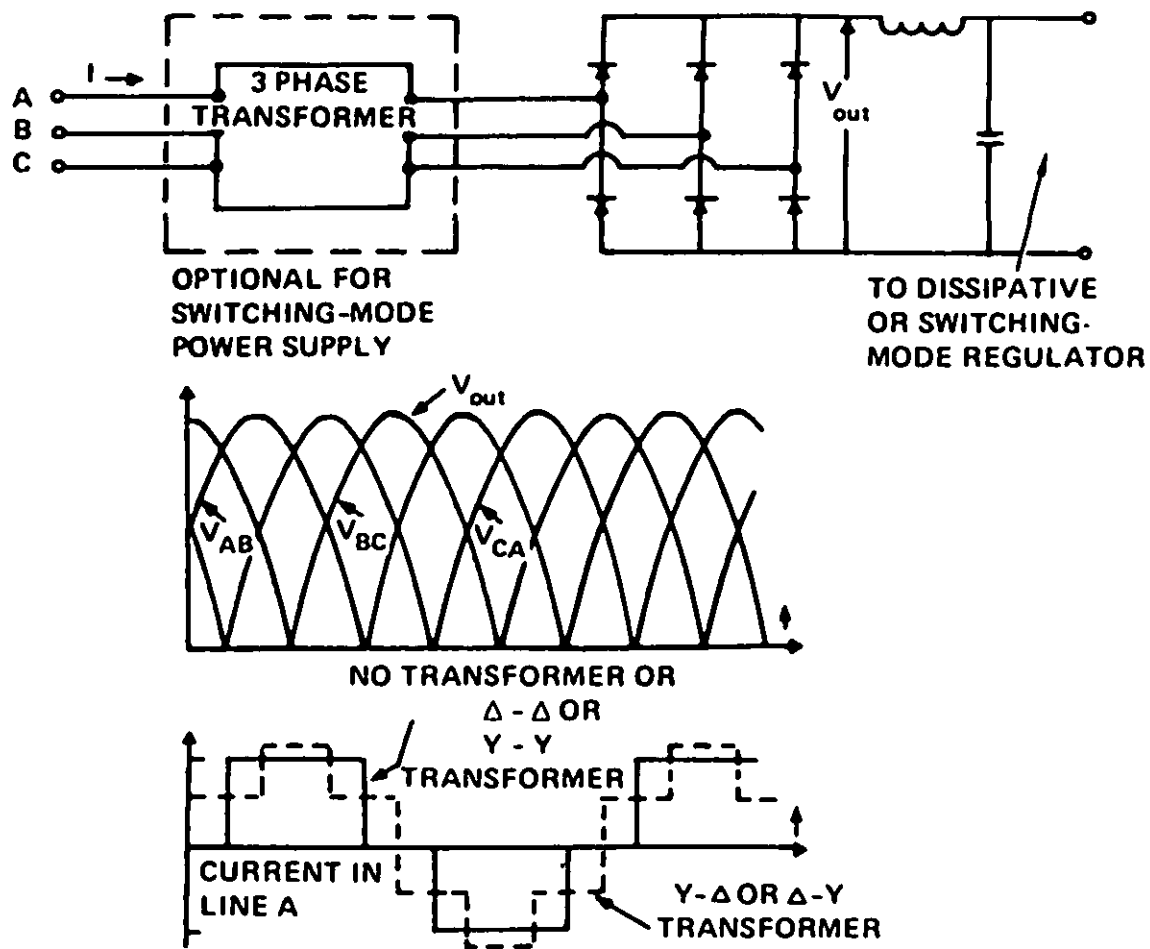 I
A
B
C
3 PHASE
TRANSFORMER
V out
OPTIONAL FOR
SWITCHING-MODE
POWER SUPPLY
TO DISSIPATIVE
OR SWITCHING-
MODE REGULATOR
V out
V AB
V BC
V CA
NO TRANSFORMER OR
Δ - Δ OR
Y - Y
TRANSFORMER
CURRENT IN
LINE A
Y-Δ OR Δ-Y
TRANSFORMER